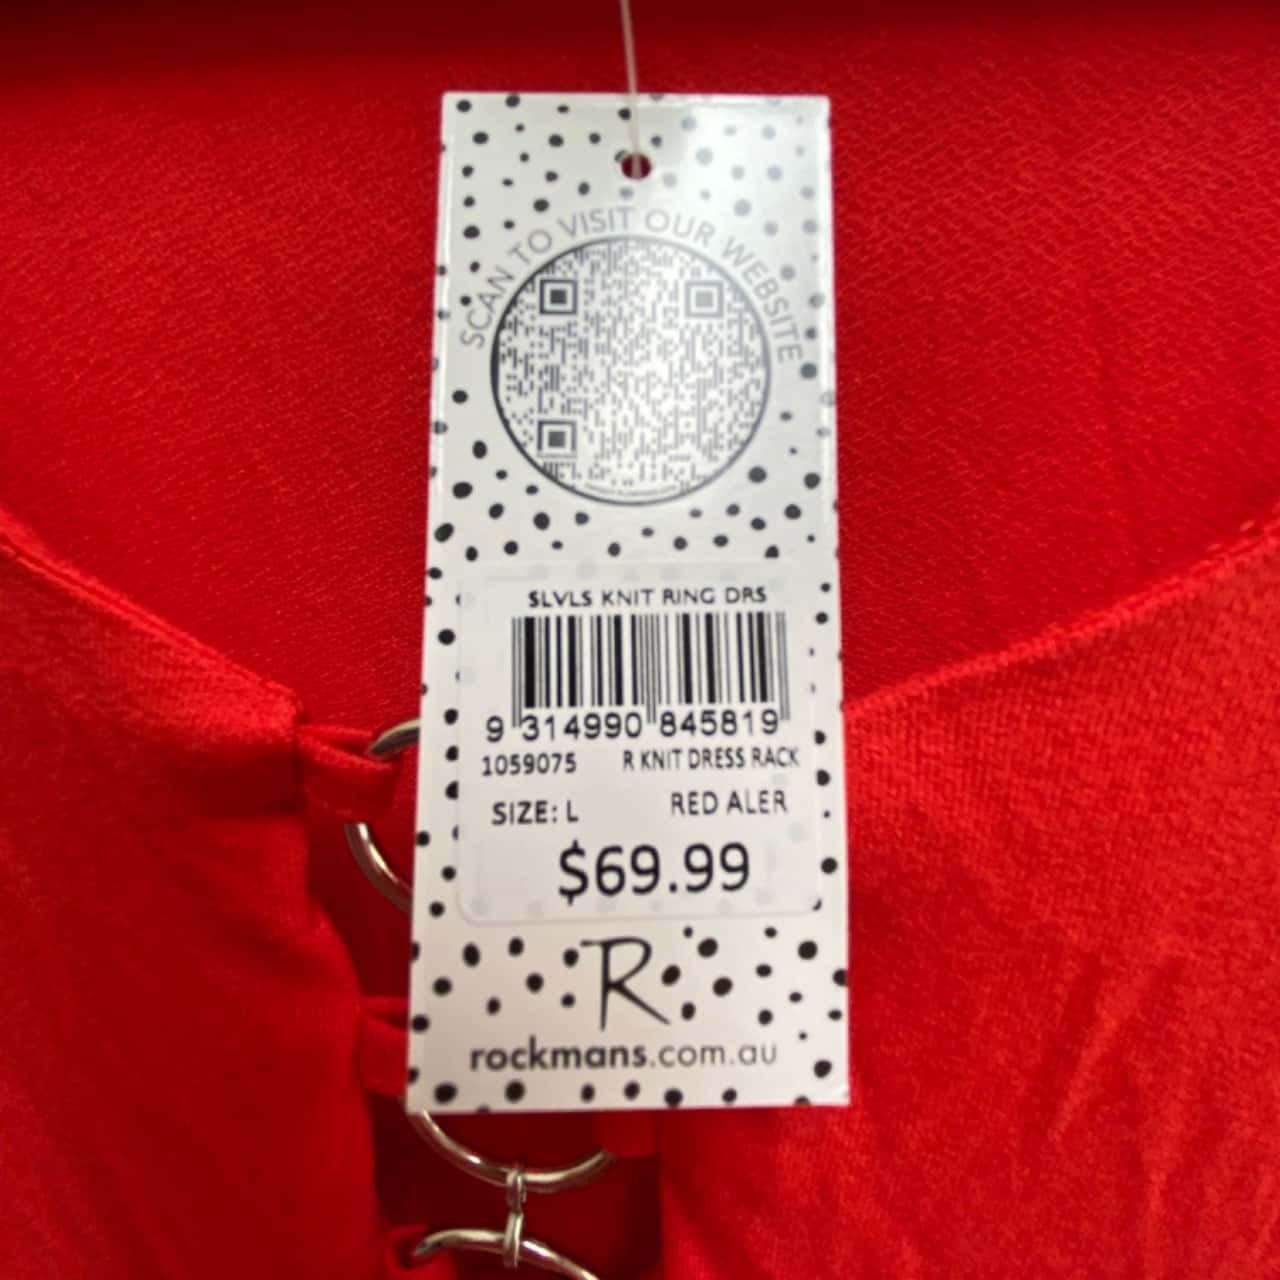 SCAN TO VISIT OUR WEBSITE
SLVLS KNIT RING DRS
9 314990 845819
1059075 R KNIT DRESS RACK
SIZE: L RED ALER
$69.99
R
rockmans.com.au